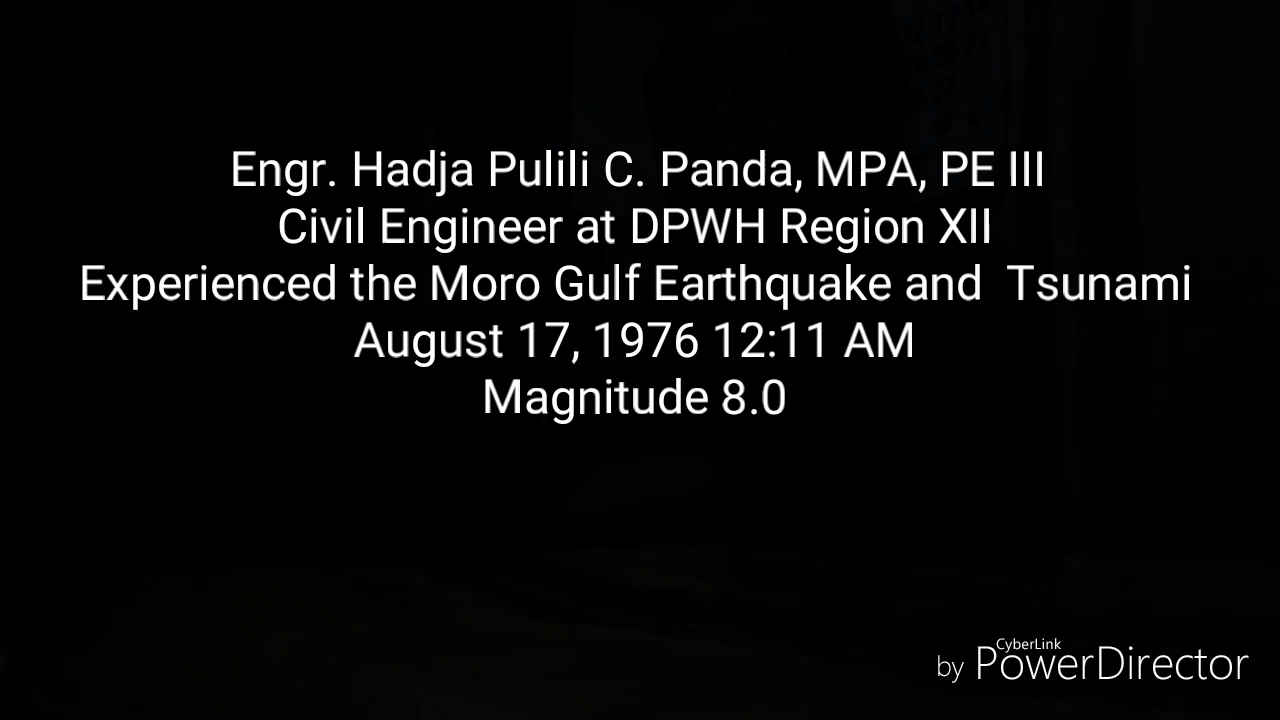 Engr. Hadja Pulili C. Panda, MPA, PE III
Civil Engineer at DPWH Region XII
Experienced the Moro Gulf Earthquake and  Tsunami
August 17, 1976 12:11 AM
Magnitude 8.0
CyberLink
by PowerDirector